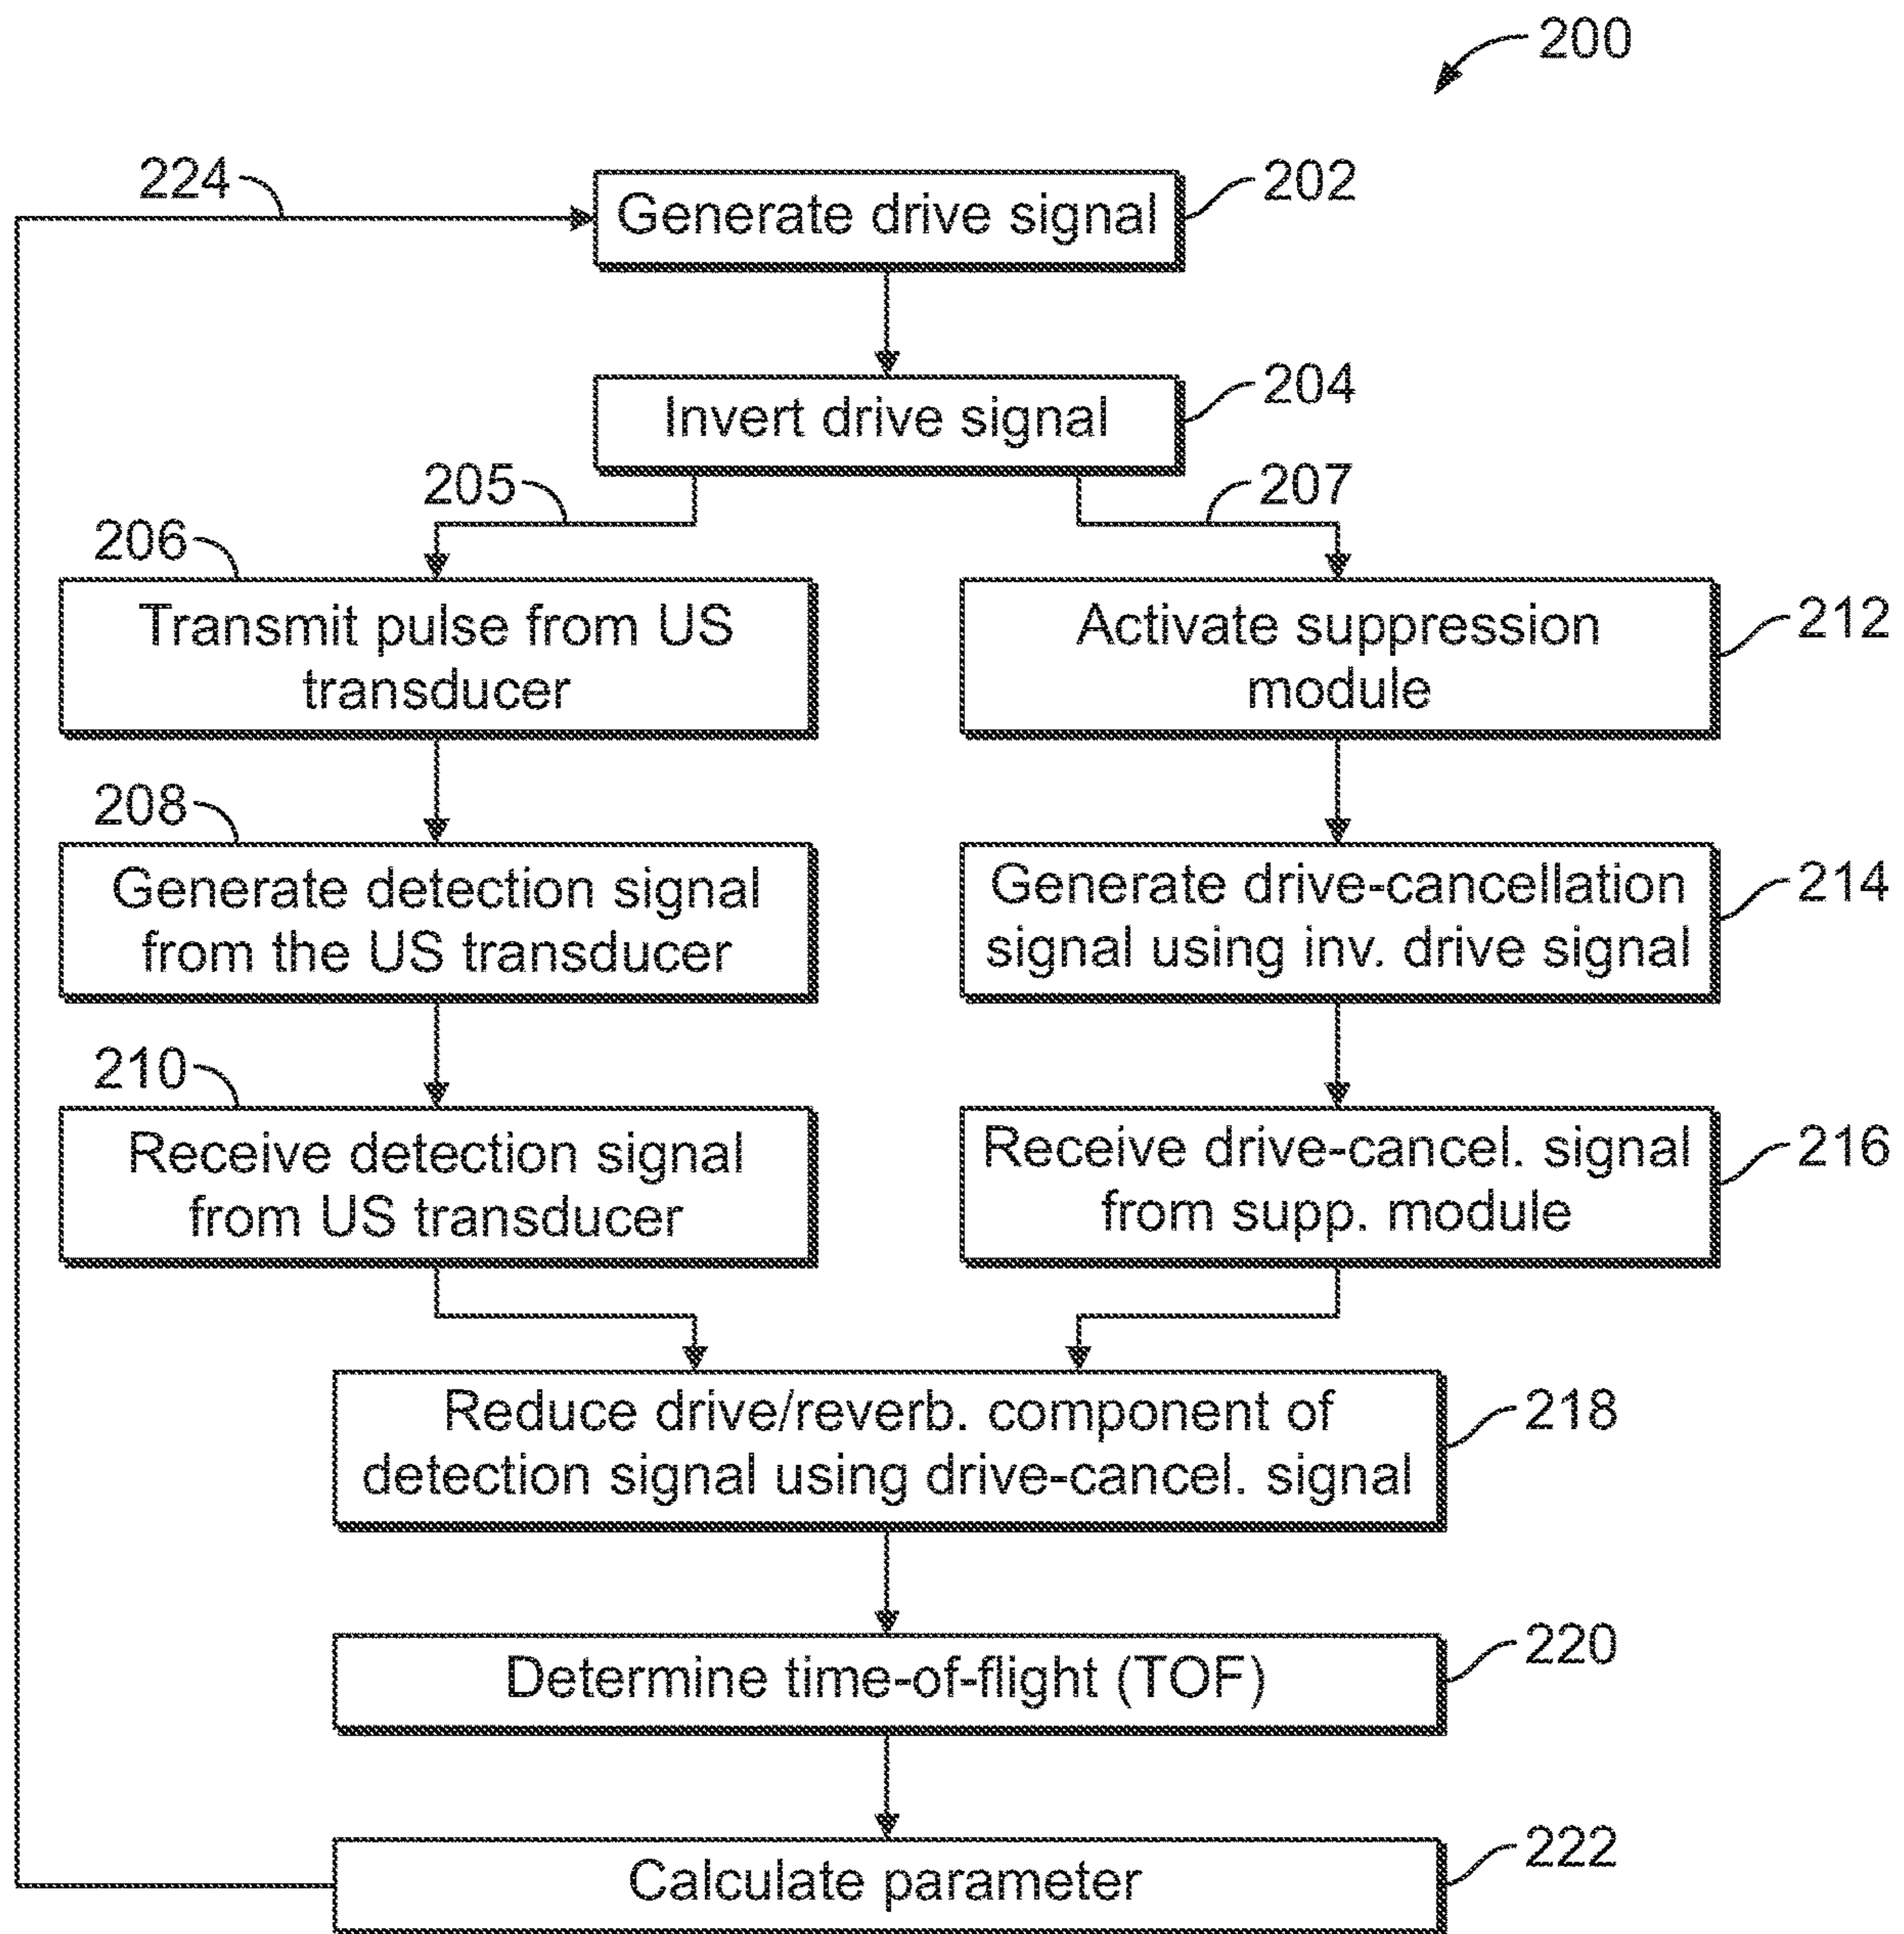 200
224
202
Generate drive signal
204
Invert drive signal
205
207
206
Transmit pulse from US
transducer
212
Activate suppression
module
208
Generate detection signal
from the US transducer
214
Generate drive-cancellation
signal using inv. drive signal
210
Receive detection signal
from US transducer
216
Receive drive-cancel. signal
from supp. module
218
Reduce drive/reverb. component of
detection signal using drive-cancel. signal
220
Determine time-of-flight (TOF)
222
Calculate parameter